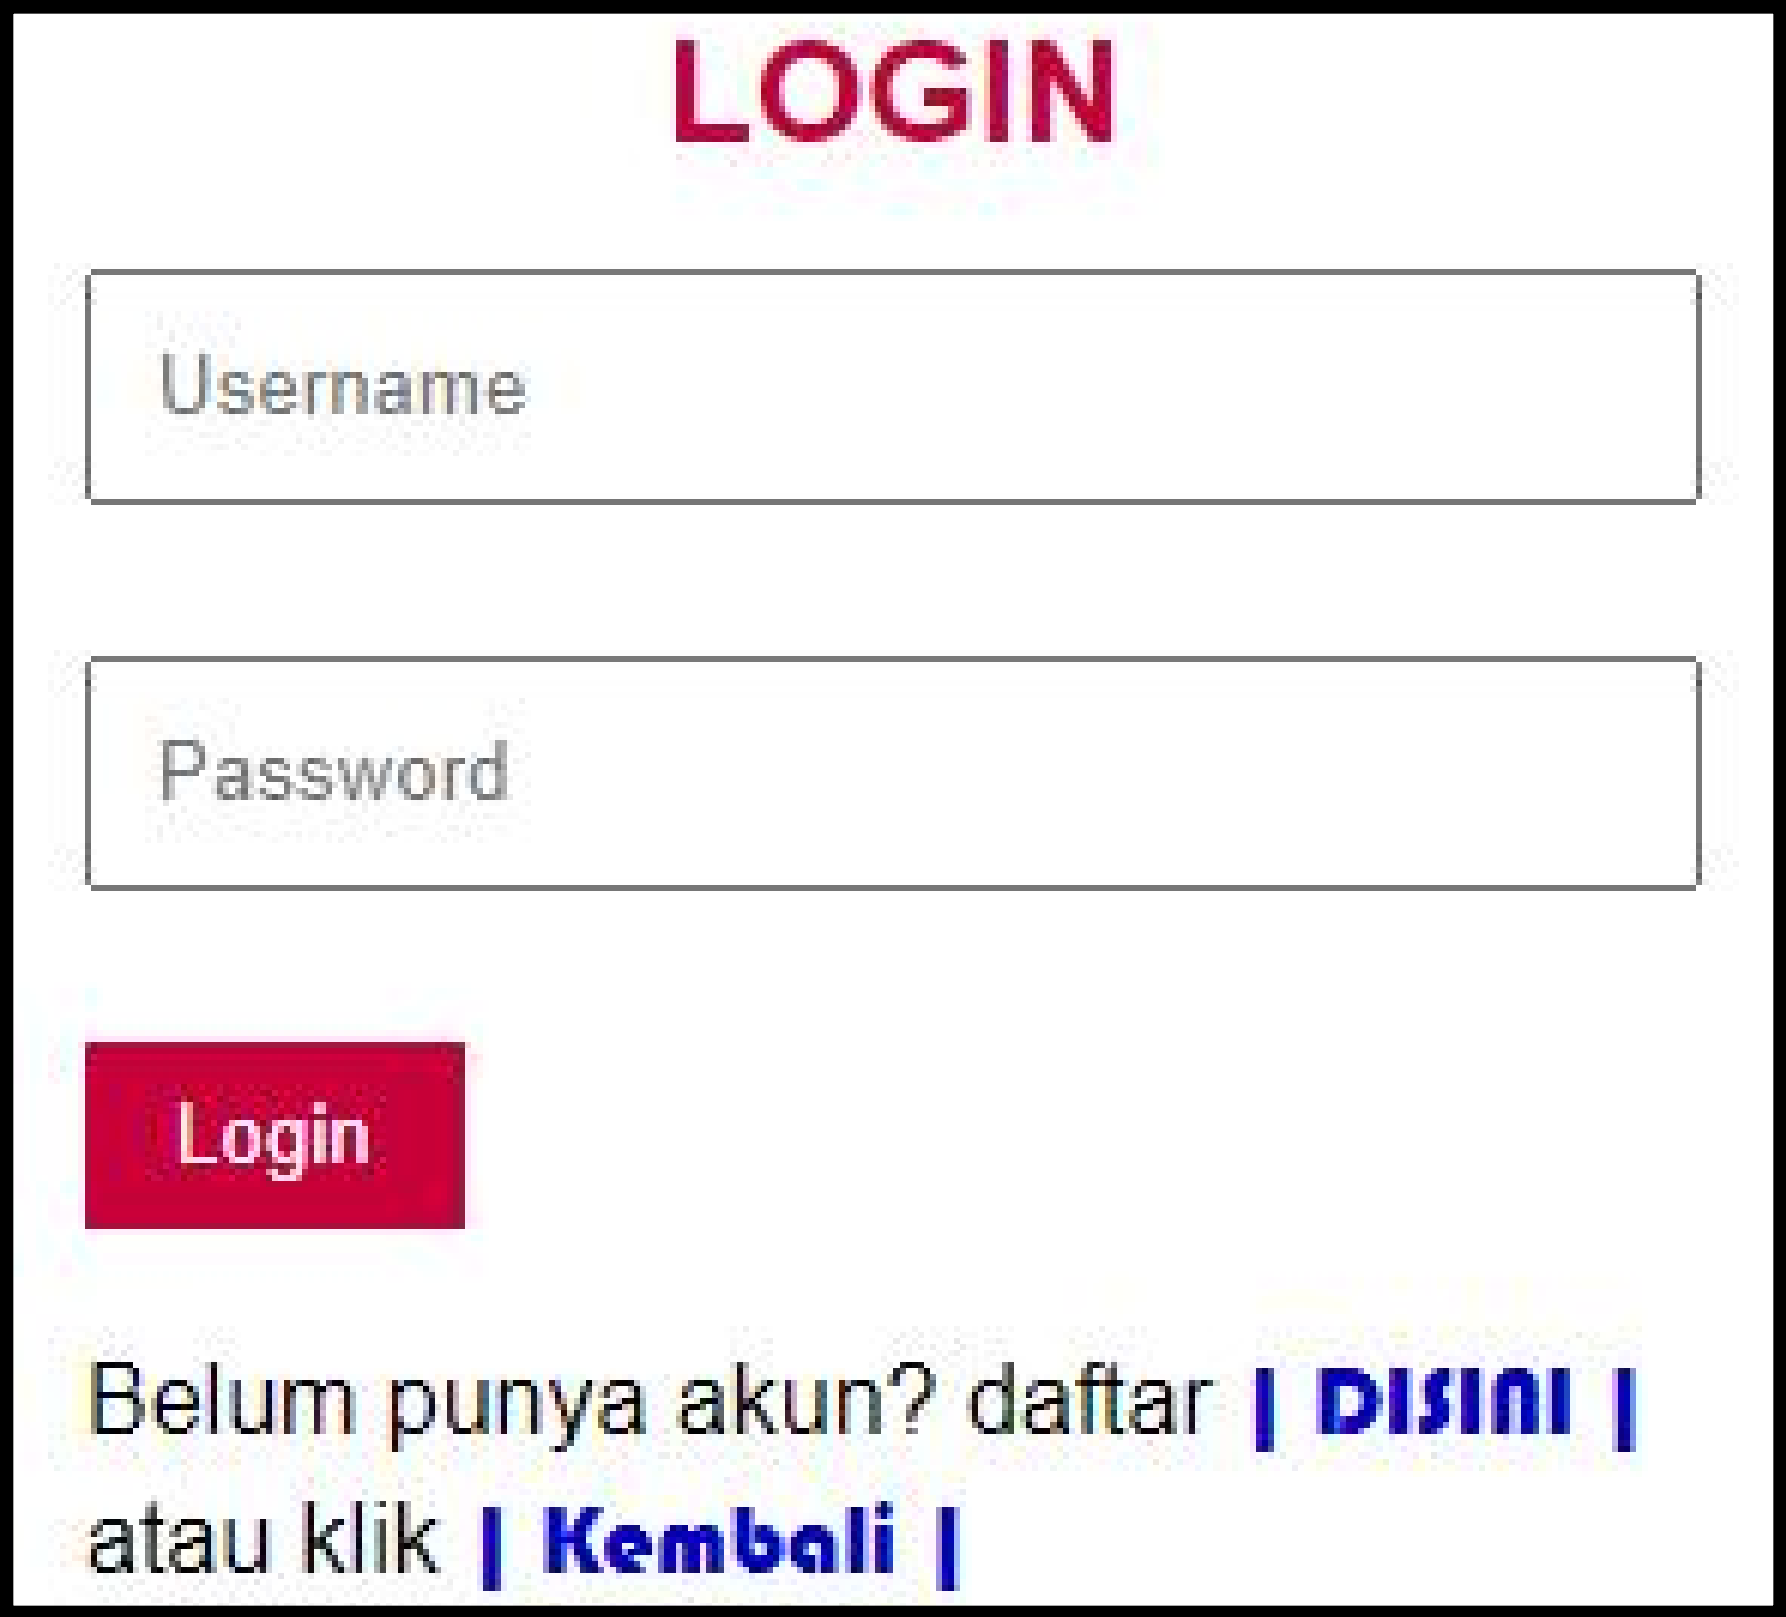 LOGIN
Username
Password
Login
Belum punya akun? daftar | DISINI |
atau klik | Kembali |